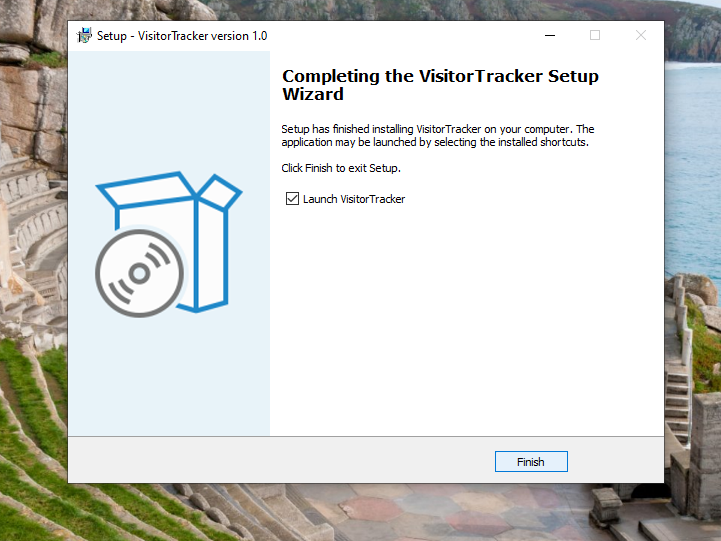 Setup - VisitorTracker version 1.0
Completing the VisitorTracker Setup
Wizard
Setup has finished installing VisitorTracker on your computer. The
application may be launched by selecting the installed shortcuts.
Click Finish to exit Setup.
Launch VisitorTracker
Finish